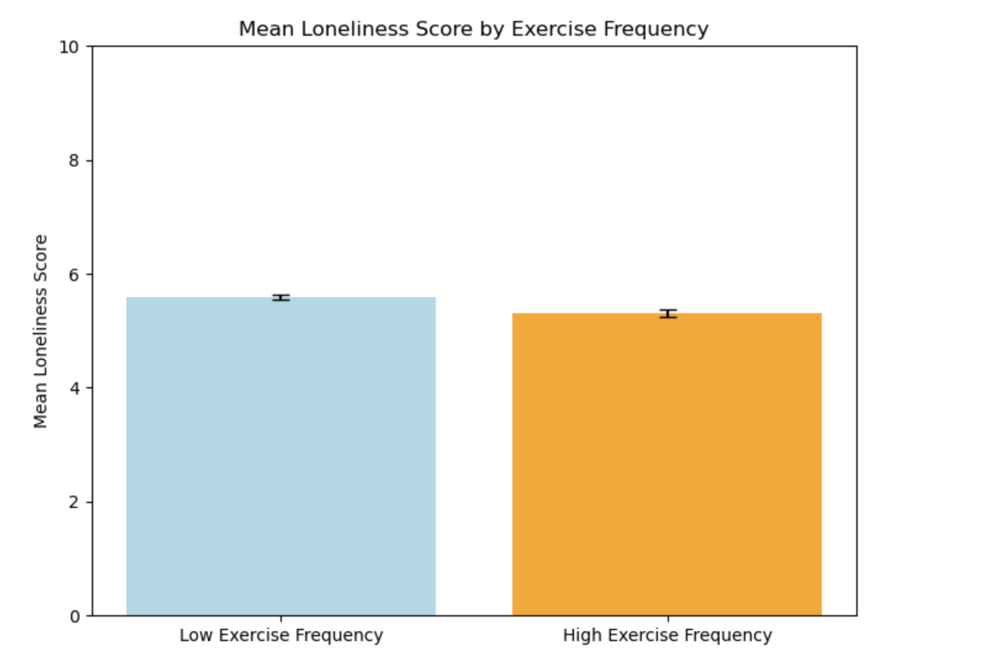 Mean Loneliness Score by Exercise Frequency
10
8
6
4
2
0
Mean Loneliness Score
Low Exercise Frequency
High Exercise Frequency